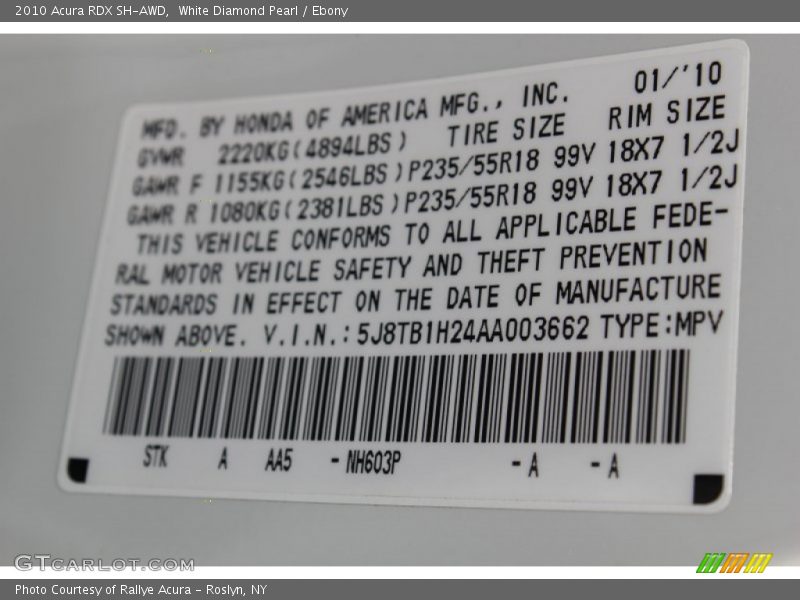 2010 Acura RDX SH-AWD,  White Diamond Pearl / Ebony
MFD. BY HONDA OF AMERICA MFG., INC. 01/'10
GVWR 2220KG(4894LBS) TIRE SIZE RIM SIZE
GAWR F 1155KG(2546LBS)P235/55R18 99V 18X7 1/2J
GAWR R 1080KG(2381LBS)P235/55R18 99V 18X7 1/2J
THIS VEHICLE CONFORMS TO ALL APPLICABLE FEDE-
RAL MOTOR VEHICLE SAFETY AND THEFT PREVENTION
STANDARDS IN EFFECT ON THE DATE OF MANUFACTURE
SHOWN ABOVE. V.I.N.:5J8TB1H24AA003662 TYPE:MPV
STK A AA5 -NH603P -A -A
GTCARLOT.COM
Photo Courtesy of Rallye Acura - Roslyn, NY